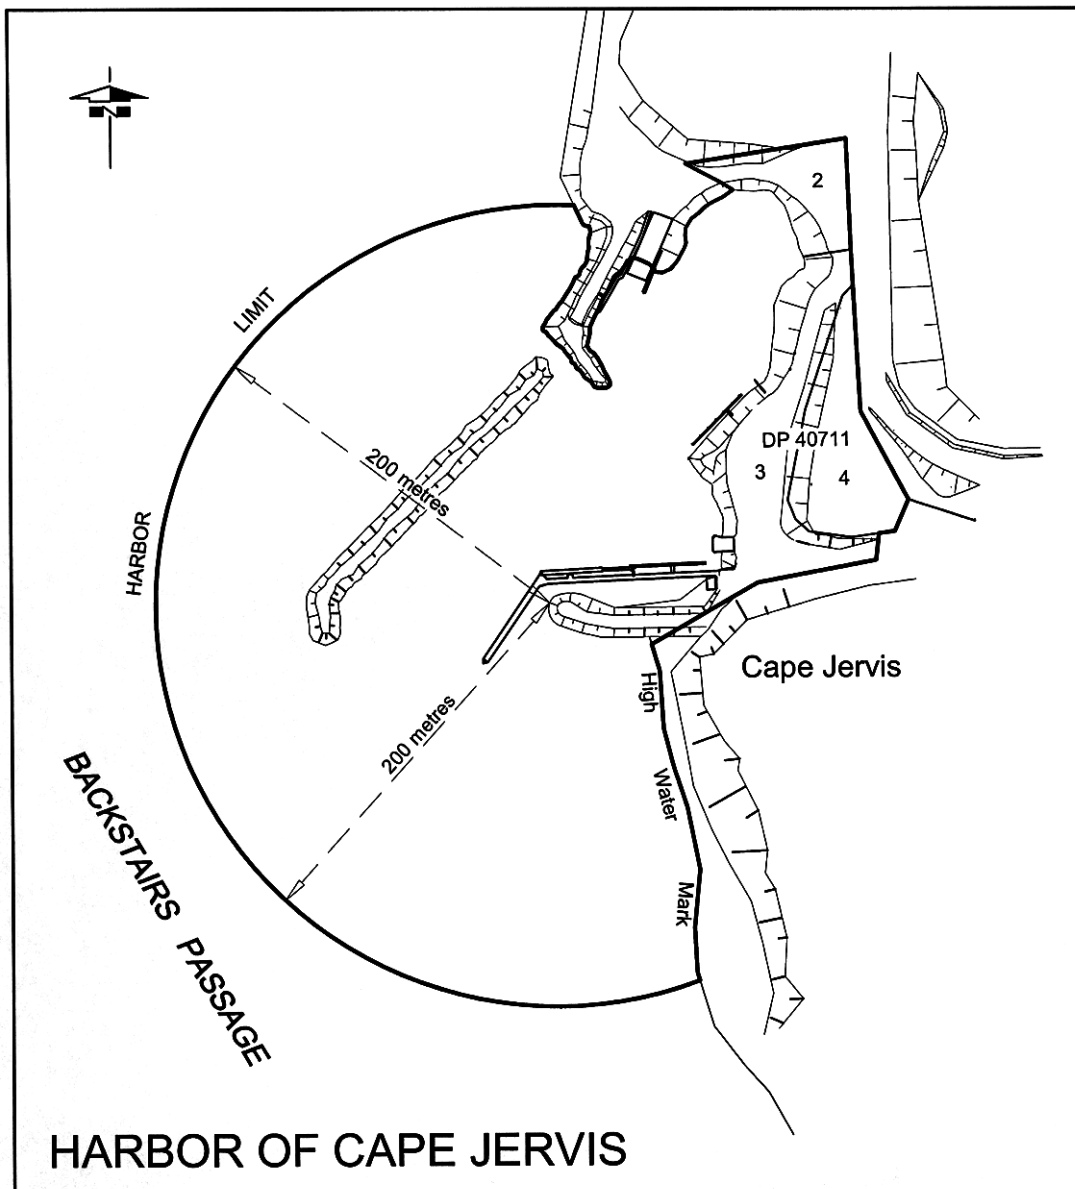 N
2
LIMIT
DP 40711
3
4
200 metres
HARBOR
Cape Jervis
High
Water
Mark
200 metres
BACKSTAIRS PASSAGE
HARBOR OF CAPE JERVIS